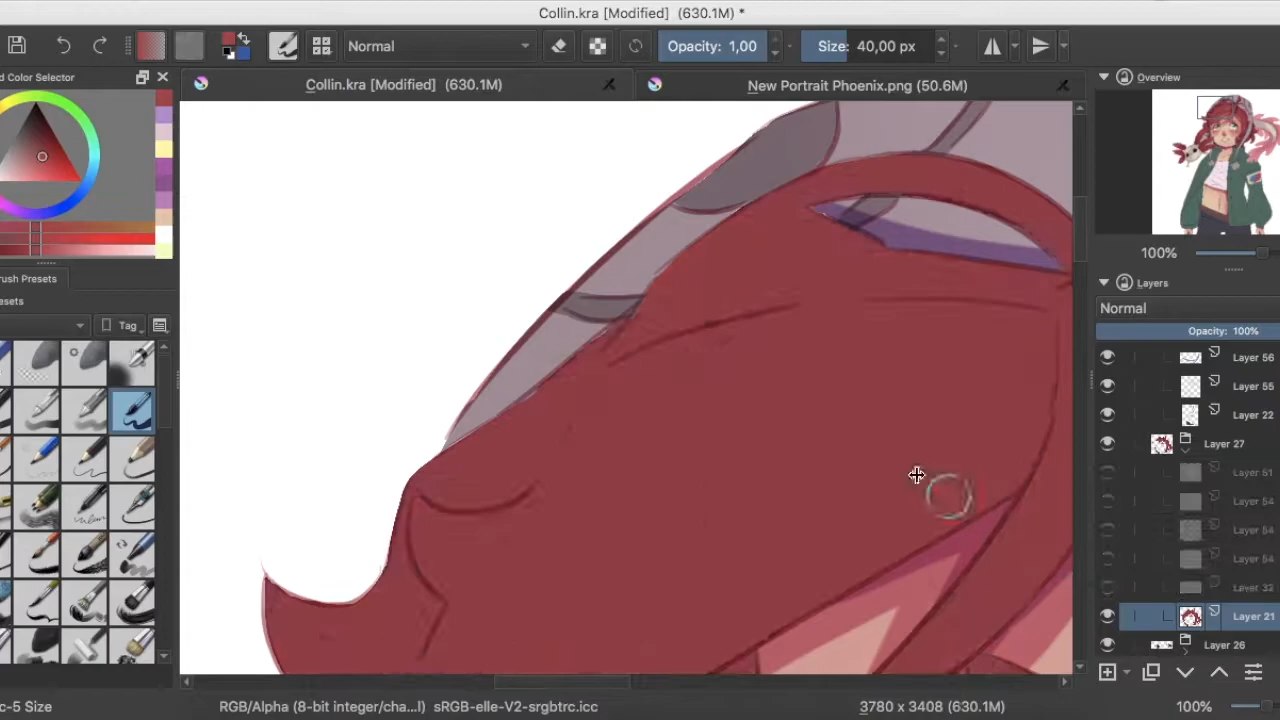 Collin.kra [Modified]  (630.1M) *
Normal
Opacity: 1,00
Size: 40,00 px
d Color Selector
Collin.kra [Modified]  (630.1M)
New Portrait Phoenix.png (50.6M)
Overview
100%
Layers
Normal
Opacity: 100%
rush Presets
esets
Tag
Layer 56
Layer 55
Layer 22
Layer 27
Layer 51
Layer 54
Layer 54
Layer 54
Layer 32
Layer 21
Layer 26
c-5 Size
RGB/Alpha (8-bit integer/cha...l)  sRGB-elle-V2-srgbtrc.icc
3780 x 3408 (630.1M)
100%